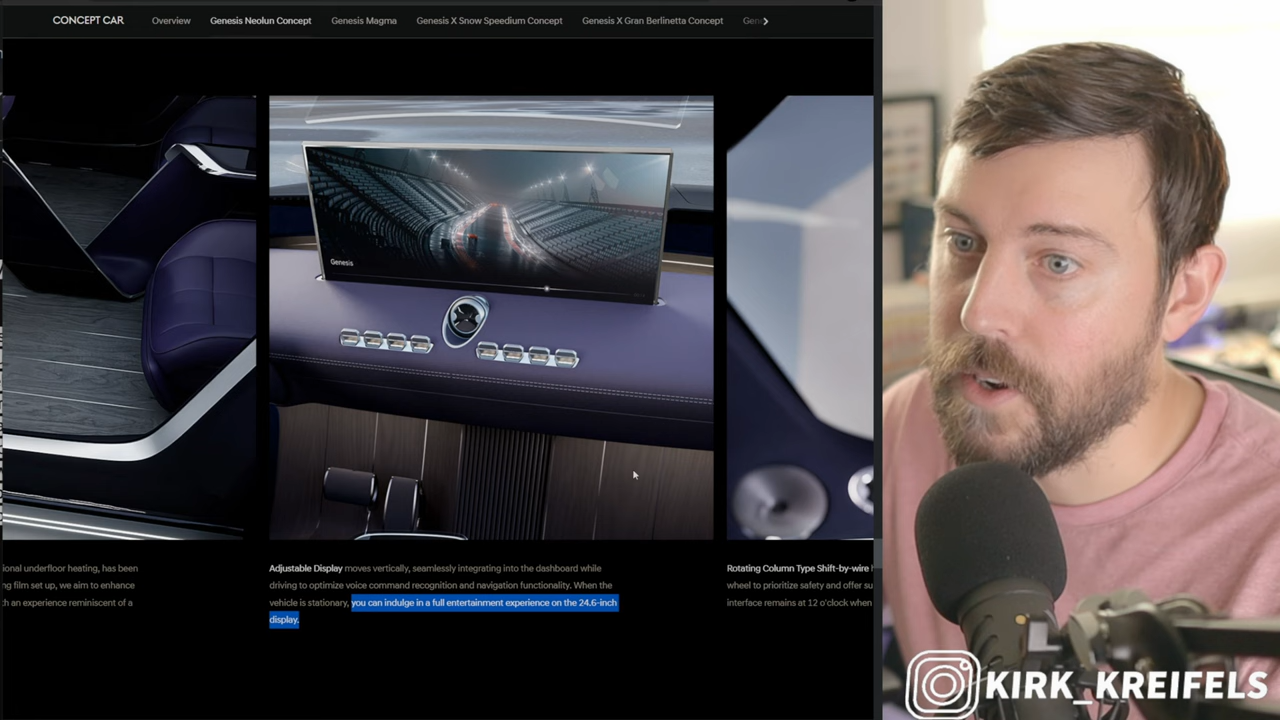 CONCEPT CAR
Overview
Genesis Neolun Concept
Genesis Magma
Genesis X Snow Speedium Concept
Genesis X Gran Berlinetta Concept
Gen
Genesis
ional underfloor heating, has been
ng film set up, we aim to enhance
h an experience reminiscent of a
Adjustable Display moves vertically, seamlessly integrating into the dashboard while
driving to optimize voice command recognition and navigation functionality. When the
vehicle is stationary, you can indulge in a full entertainment experience on the 24.6-inch
display.
Rotating Column Type Shift-by-wire
wheel to prioritize safety and offer su
interface remains at 12 o'clock when
KIRK_KREIFELS